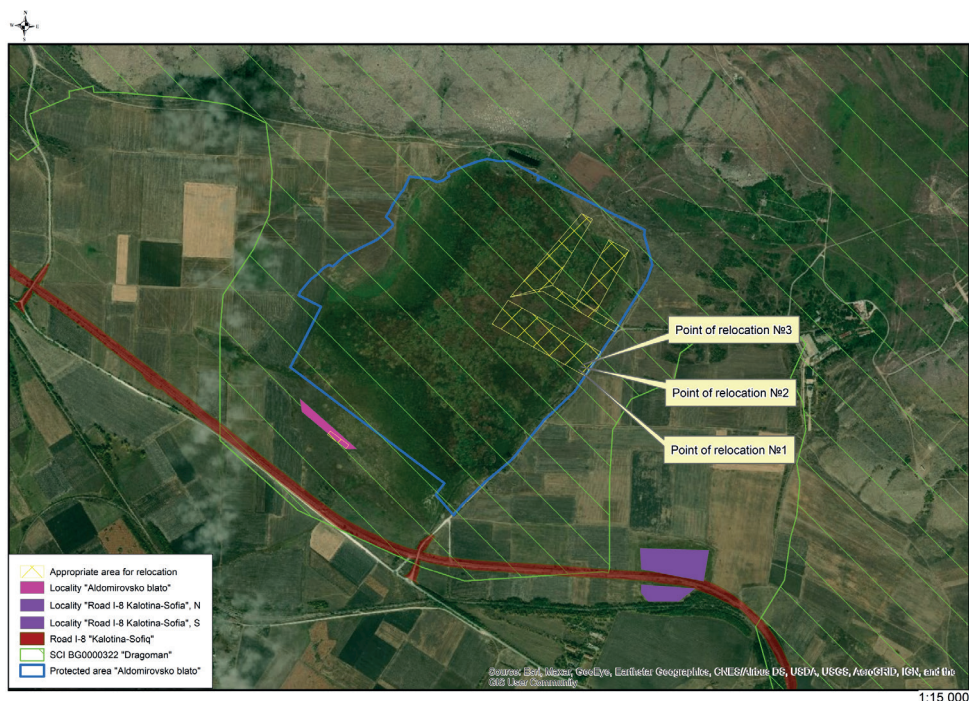 N
W E
S
Point of relocation №3
Point of relocation №2
Point of relocation №1
Appropriate area for relocation
Locality "Aldomirovsko blato"
Locality "Road I-8 Kalotina-Sofia", N
Locality "Road I-8 Kalotina-Sofia", S
Road I-8 "Kalotina-Sofiq"
SCI BG0000322 "Dragoman"
Protected area "Aldomirovsko blato"
Source: Esri, Maxar, GeoEye, Earthstar Geographics, CNES/Airbus DS, USDA, USGS, AeroGRID, IGN, and the
GIS User Community
1:15 000